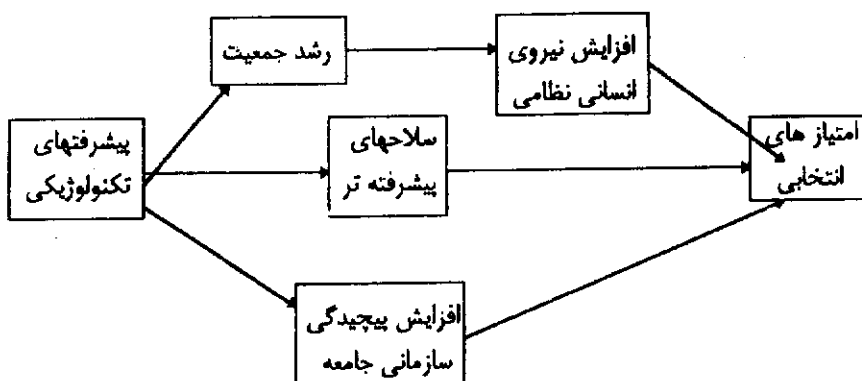 رشد جمعیت
افزایش نیروی
انسانی نظامی
پیشرفتهای
تکنولوژیکی
سلاحهای
پیشرفته تر
امتیاز های
انتخابی
افزایش پیچیدگی
سازمانی جامعه